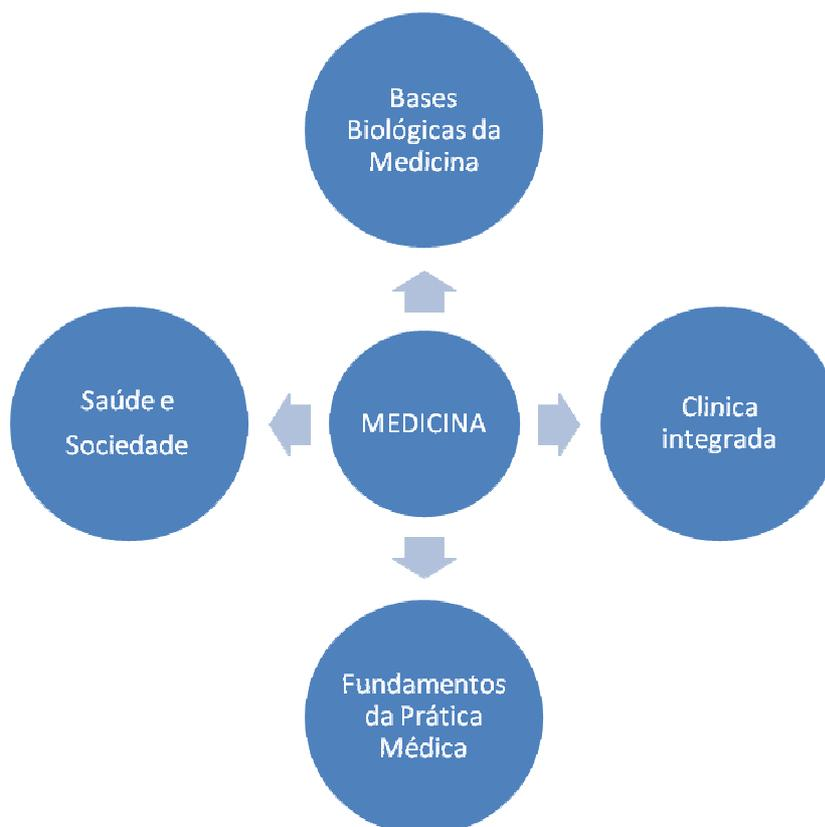 Bases
Biológicas da
Medicina
Saúde e
Sociedade
MEDICINA
Clinica
integrada
Fundamentos
da Prática
Médica